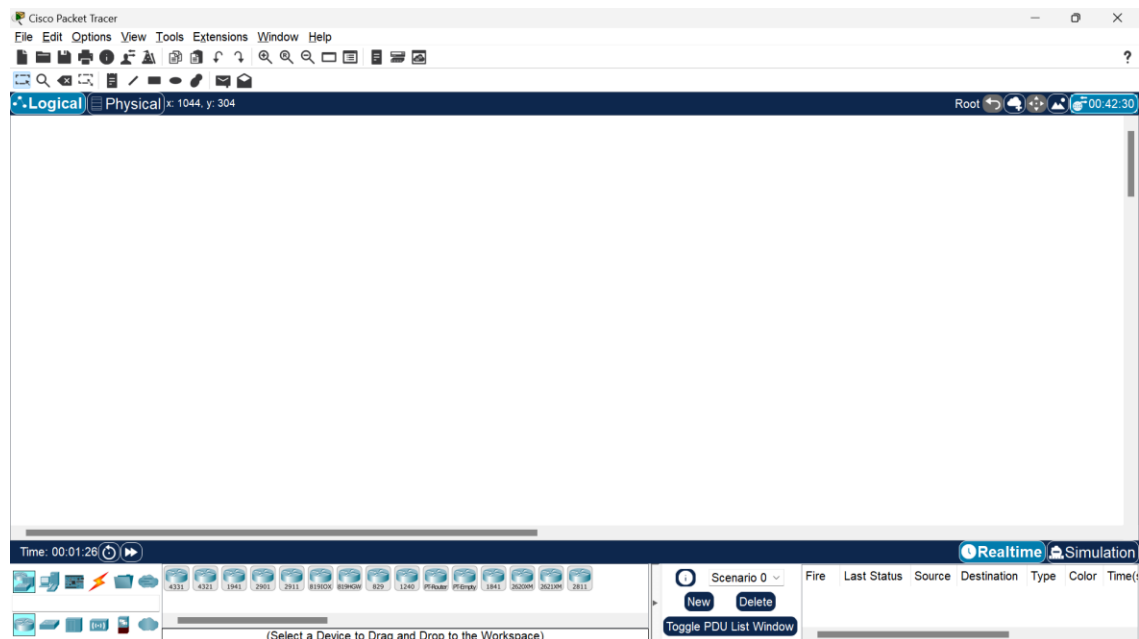 Cisco Packet Tracer
File Edit Options View Tools Extensions Window Help
?
Logical Physical x: 1044, y: 304 Root 00:42:30
Time: 00:01:26 Realtime Simulation
4331 4321 1941 2901 2911 819IOX 819HGW 829 1240 PT-Router PT-Empty 1841 2620XM 2621XM 2811
Scenario 0 Fire Last Status Source Destination Type Color Time(s
New Delete
Toggle PDU List Window
(Select a Device to Drag and Drop to the Workspace)